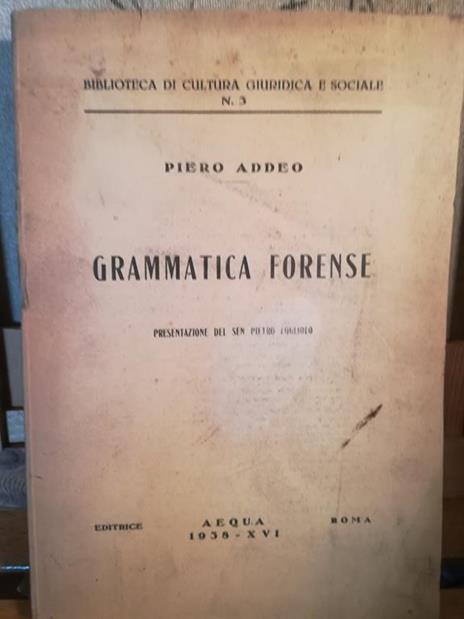 BIBLIOTECA DI CULTURA GIURIDICA E SOCIALE
N. 3
PIERO ADDEO
GRAMMATICA FORENSE
PRESENTAZIONE DEL SEN PIETRO COGLIOLO
EDITRICE AEQUA ROMA
1938 - XVI